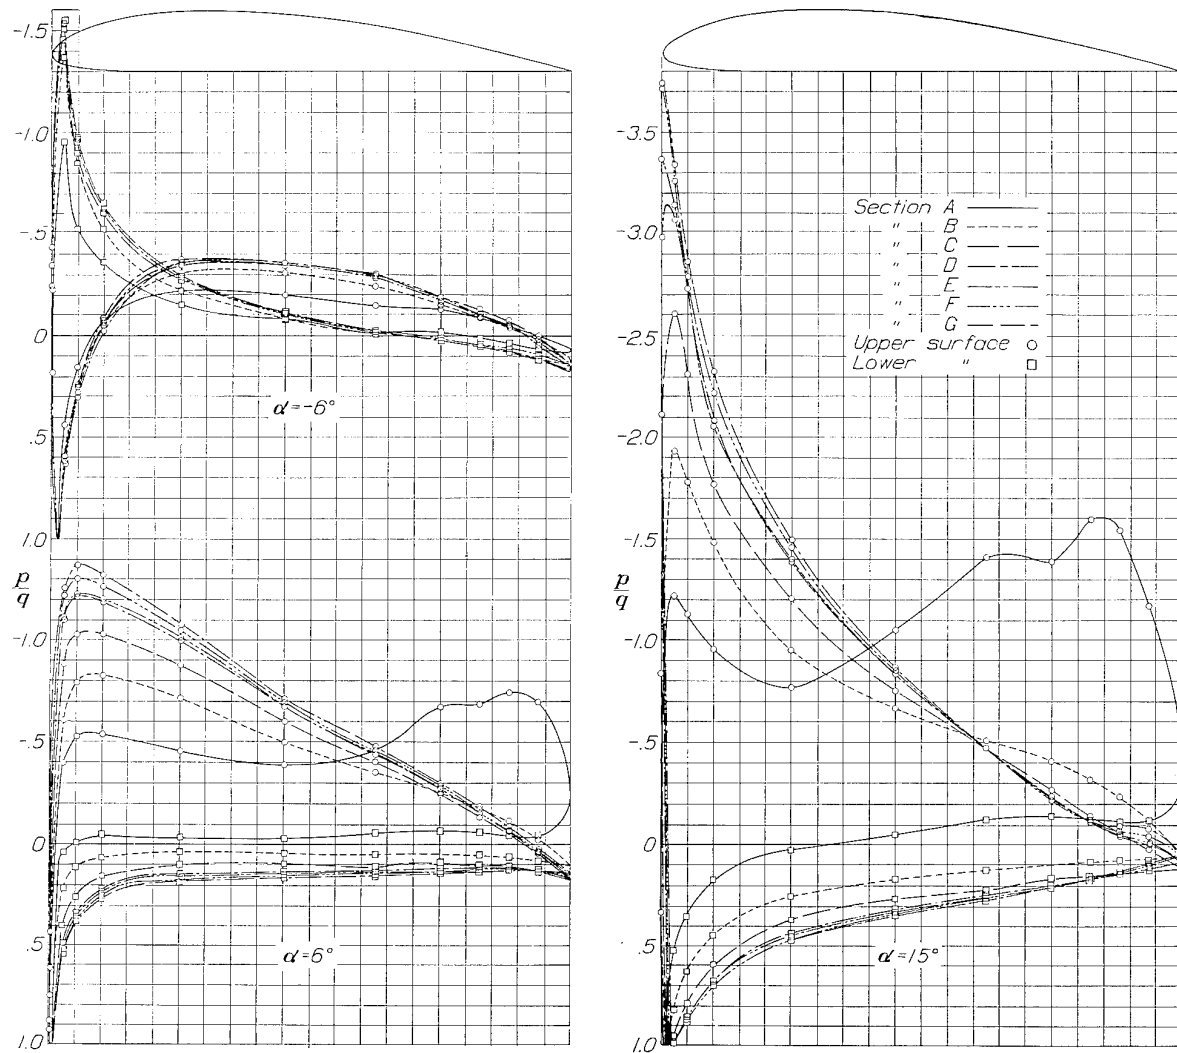 -1.5
-1.0
-.5
0
.5
1.0
α=-6°
p/q
-1.0
-.5
0
.5
1.0
α=6°
-3.5
-3.0
-2.5
-2.0
-1.5
p/q
-1.0
-.5
0
.5
1.0
α=15°
Section A
" B
" C
" D
" E
" F
" G
Upper surface
Lower "